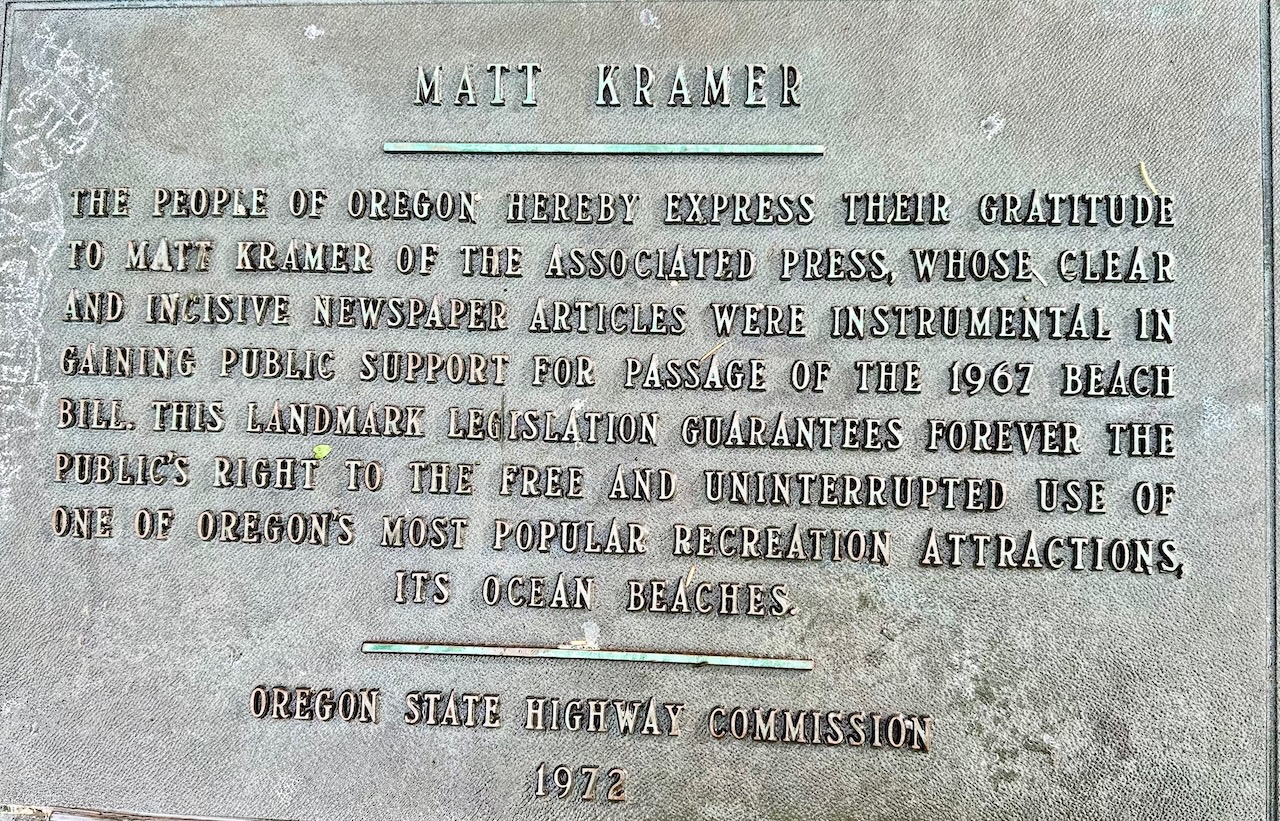 MATT KRAMER
THE PEOPLE OF OREGON HEREBY EXPRESS THEIR GRATITUDE
TO MATT KRAMER OF THE ASSOCIATED PRESS, WHOSE CLEAR
AND INCISIVE NEWSPAPER ARTICLES WERE INSTRUMENTAL IN
GAINING PUBLIC SUPPORT FOR PASSAGE OF THE 1967 BEACH
BILL. THIS LANDMARK LEGISLATION GUARANTEES FOREVER THE
PUBLIC'S RIGHT TO THE FREE AND UNINTERRUPTED USE OF
ONE OF OREGON'S MOST POPULAR RECREATION ATTRACTIONS,
ITS OCEAN BEACHES.
OREGON STATE HIGHWAY COMMISSION
1972